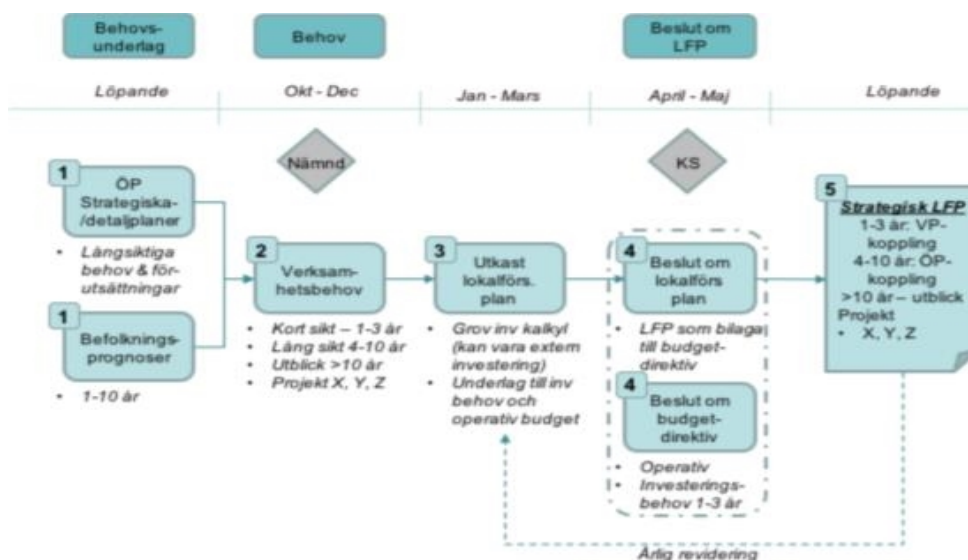 Behovs-
underlag
Behov
Beslut om
LFP
Löpande
Okt - Dec
Jan - Mars
April - Maj
Löpande
Nämnd
KS
1
ÖP
Strategiska-
/detaljplaner
• Långsiktiga
behov & för-
utsättningar
1
Befolknings-
prognoser
• 1-10 år
2
Verksam-
hetsbehov
• Kort sikt – 1-3 år
• Lång sikt 4-10 år
• Utblick >10 år
• Projekt X, Y, Z
3
Utkast
lokalförs.
plan
• Grov inv kalkyl
(kan vara extern
investering)
• Underlag till inv
behov och
operativ budget
4
Beslut om
lokalförs
plan
• LFP som bilaga
till budget-
direktiv
4
Beslut om
budget-
direktiv
• Operativ
• Investerings-
behov 1-3 år
5
Strategisk LFP
1-3 år: VP-
koppling
4-10 år: ÖP-
koppling
>10 år – utblick
Projekt
• X, Y, Z
Årlig revidering